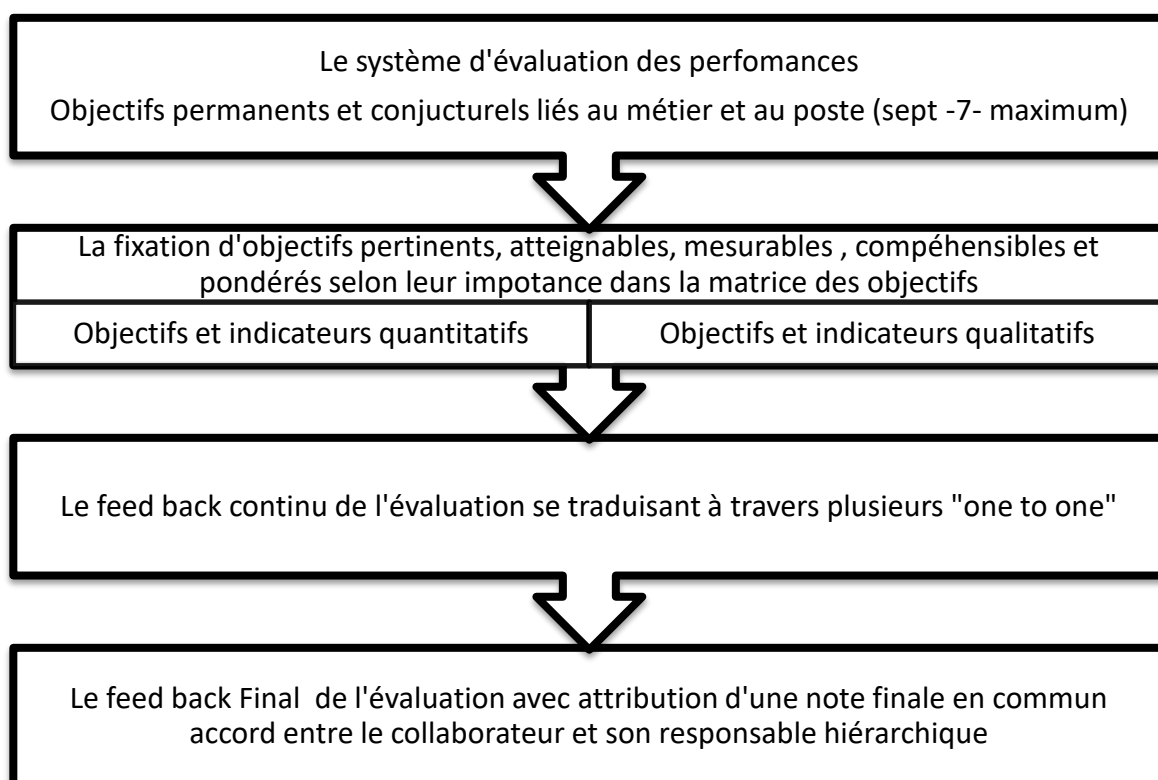 Le système d'évaluation des perfomances
Objectifs permanents et conjucturels liés au métier et au poste (sept -7- maximum)
La fixation d'objectifs pertinents, atteignables, mesurables , compéhensibles et
pondérés selon leur impotance dans la matrice des objectifs
Objectifs et indicateurs quantitatifs
Objectifs et indicateurs qualitatifs
Le feed back continu de l'évaluation se traduisant à travers plusieurs "one to one"
Le feed back Final  de l'évaluation avec attribution d'une note finale en commun
accord entre le collaborateur et son responsable hiérarchique